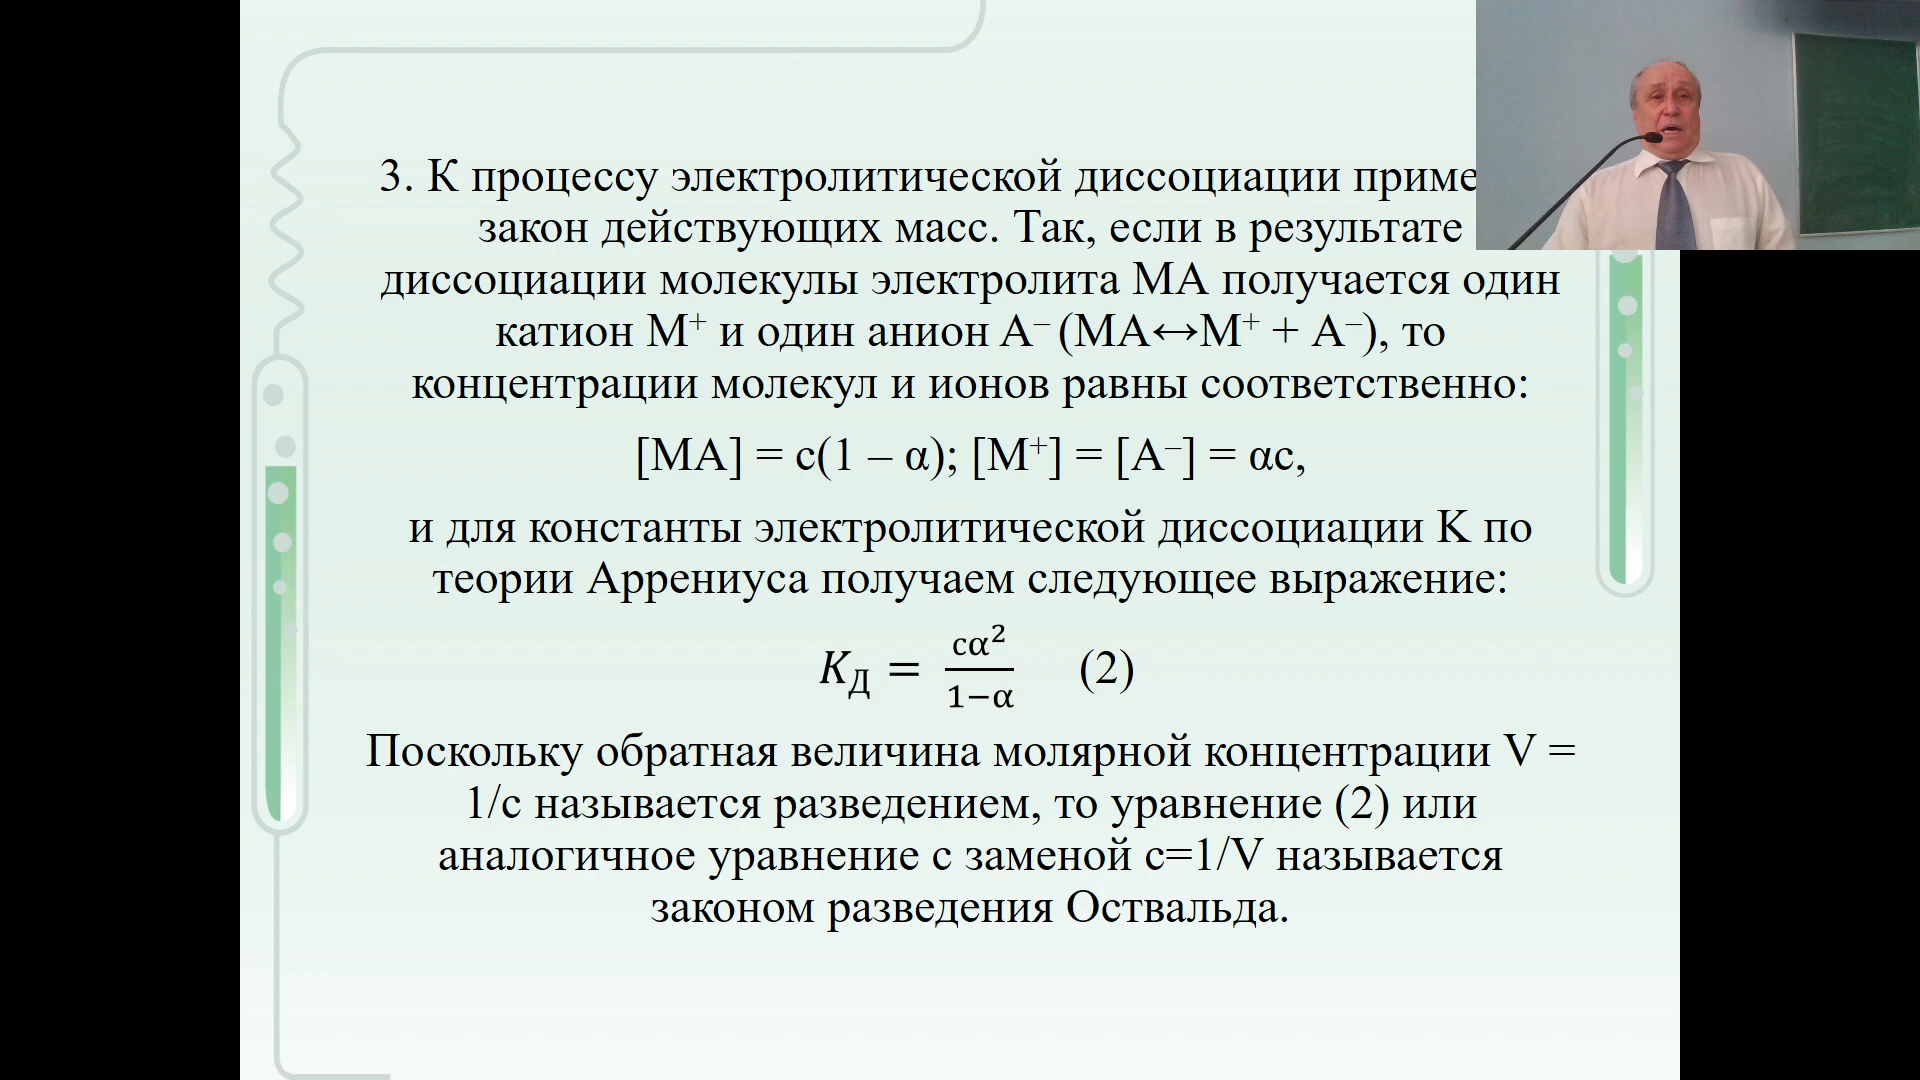 3. К процессу электролитической диссоциации
закон действующих масс. Так, если в результате
диссоциации молекулы электролита МА получается один
катион М⁺ и один анион А⁻ (МА↔М⁺ + А⁻), то
концентрации молекул и ионов равны соответственно:
[МА] = с(1 – α); [М⁺] = [А⁻] = αс,
и для константы электролитической диссоциации K по
теории Аррениуса получаем следующее выражение:
K_Д = cα²/(1−α) (2)
Поскольку обратная величина молярной концентрации V =
1/с называется разведением, то уравнение (2) или
аналогичное уравнение с заменой с=1/V называется
законом разведения Оствальда.